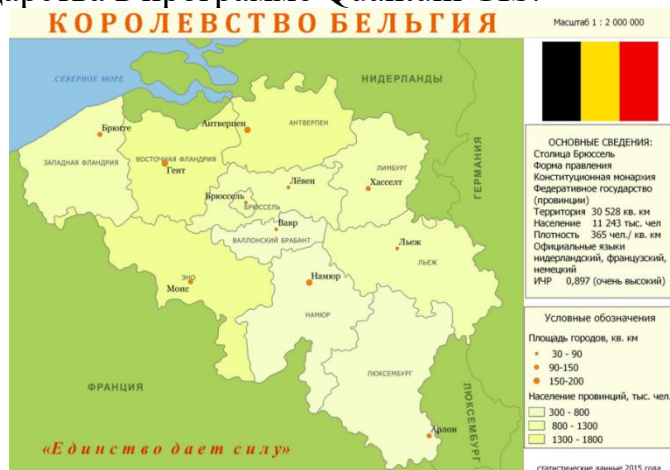 КОРОЛЕВСТВО БЕЛЬГИЯ
Масштаб 1 : 2 000 000
СЕВЕРНОЕ МОРЕ
НИДЕРЛАНДЫ
Брюгге
Антверпен
АНТВЕРПЕН
ЗАПАДНАЯ ФЛАНДРИЯ
ВОСТОЧНАЯ ФЛАНДРИЯ
Гент
ЛИМБУРГ
Хасселт
ГЕРМАНИЯ
Лёвен
Брюссель
БРЮССЕЛЬ
Вавр
ВАЛЛОНСКИЙ БРАБАНТ
Льеж
ЛЬЕЖ
ЭНО
Монс
Намюр
НАМЮР
ЛЮКСЕМБУРГ
ФРАНЦИЯ
ЛЮКСЕМБУРГ
Арлон
«Единство дает силу»
ОСНОВНЫЕ СВЕДЕНИЯ:
Столица Брюссель
Форма правления
Конституционная монархия
Федеративное государство
(провинции)
Территория 30 528 кв. км
Население 11 243 тыс. чел
Плотность 365 чел./ кв. км
Официальные языки
нидерландский, французский,
немецкий
ИЧР 0,897 (очень высокий)
Условные обозначения
Площадь городов, кв. км
30 - 90
90-150
150-200
Население провинций, тыс. чел.
300 - 800
800 - 1300
1300 - 1800